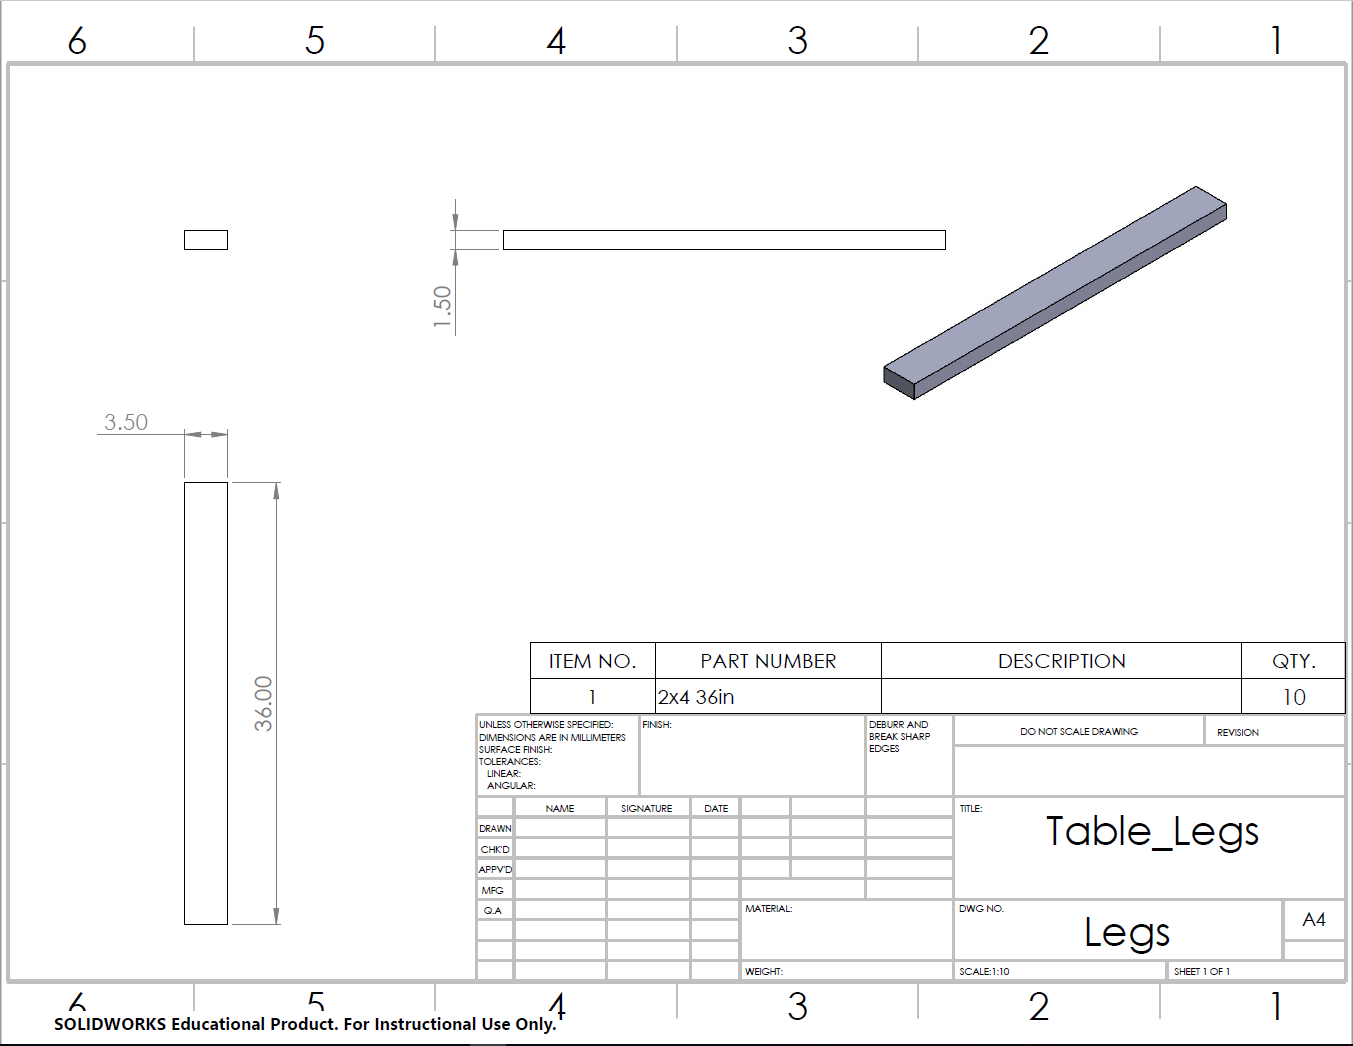 6 5 4 3 2 1
1.50
3.50
36.00
ITEM NO. PART NUMBER DESCRIPTION QTY.
1 2x4 36in 10
UNLESS OTHERWISE SPECIFIED:
DIMENSIONS ARE IN MILLIMETERS
SURFACE FINISH:
TOLERANCES:
LINEAR:
ANGULAR:
FINISH:
DEBURR AND
BREAK SHARP
EDGES
DO NOT SCALE DRAWING
REVISION
NAME SIGNATURE DATE
DRAWN
CHK'D
APPV'D
MFG
Q.A
TITLE:
Table_Legs
MATERIAL:
DWG NO.
Legs
A4
WEIGHT:
SCALE:1:10
SHEET 1 OF 1
6 5 4 3 2 1
SOLIDWORKS Educational Product. For Instructional Use Only.